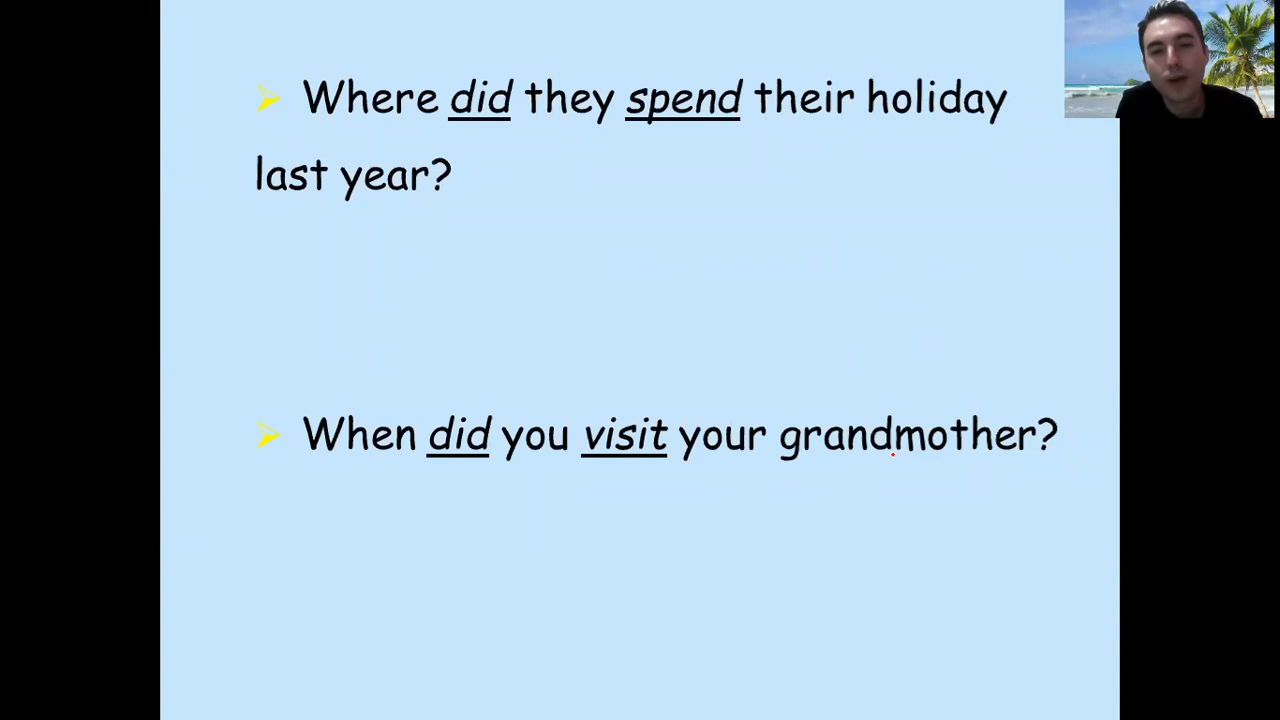 Where did they spend their holiday
last year?
When did you visit your grandmother?